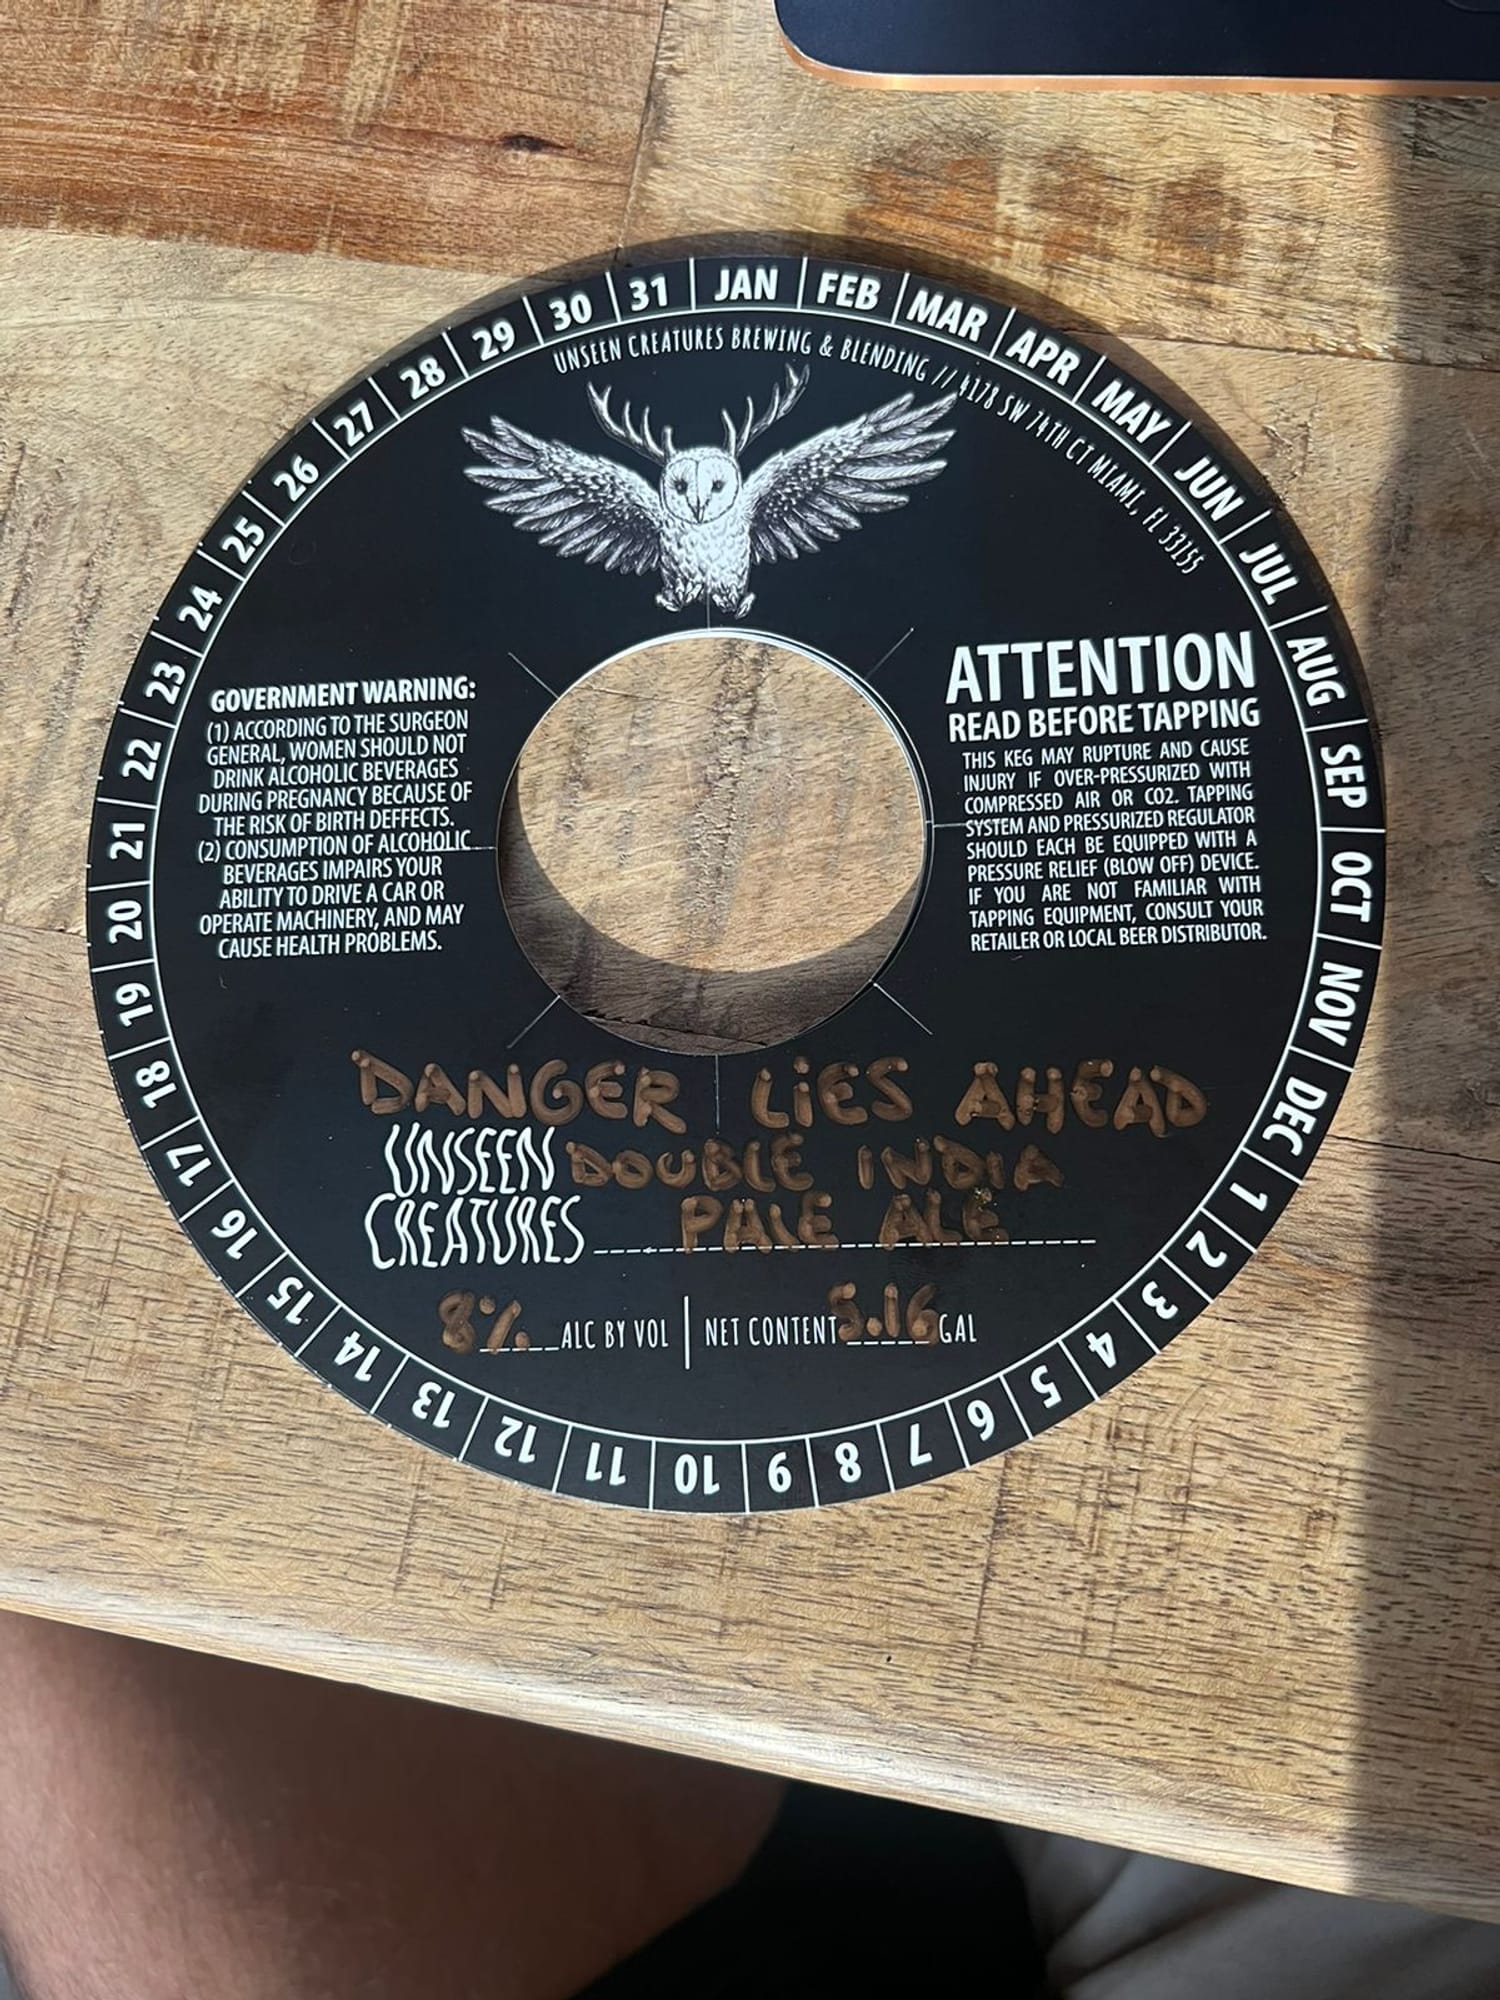 JAN FEB MAR APR MAY JUN JUL AUG SEP OCT NOV DEC 1 2 3 4 5 6 7 8 9 10 11 12 13 14 15 16 17 18 19 20 21 22 23 24 25 26 27 28 29 30 31
UNSEEN CREATURES BREWING & BLENDING // 4178 SW 74TH CT MIAMI, FL 33155
GOVERNMENT WARNING:
(1) ACCORDING TO THE SURGEON
GENERAL, WOMEN SHOULD NOT
DRINK ALCOHOLIC BEVERAGES
DURING PREGNANCY BECAUSE OF
THE RISK OF BIRTH DEFFECTS.
(2) CONSUMPTION OF ALCOHOLIC
BEVERAGES IMPAIRS YOUR
ABILITY TO DRIVE A CAR OR
OPERATE MACHINERY, AND MAY
CAUSE HEALTH PROBLEMS.
ATTENTION
READ BEFORE TAPPING
THIS KEG MAY RUPTURE AND CAUSE
INJURY IF OVER-PRESSURIZED WITH
COMPRESSED AIR OR CO2. TAPPING
SYSTEM AND PRESSURIZED REGULATOR
SHOULD EACH BE EQUIPPED WITH A
PRESSURE RELIEF (BLOW OFF) DEVICE.
IF YOU ARE NOT FAMILIAR WITH
TAPPING EQUIPMENT, CONSULT YOUR
RETAILER OR LOCAL BEER DISTRIBUTOR.
DANGER LiES AHEAD
UNSEEN DOUBLE INDIA
CREATURES PALE ALE
8% ALC BY VOL | NET CONTENT 5.16 GAL